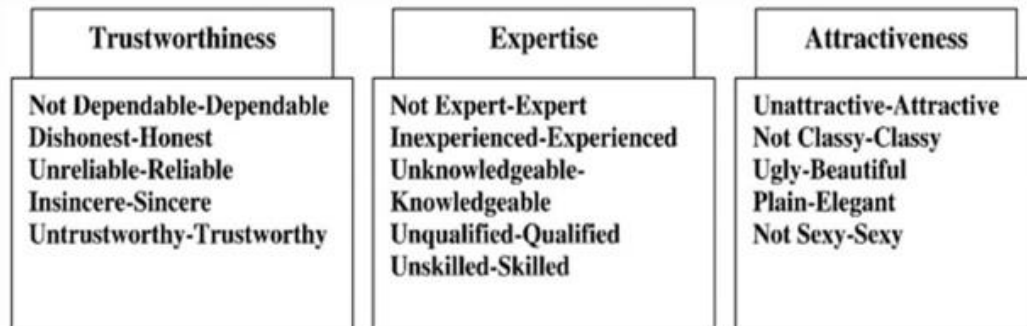 Trustworthiness
Not Dependable-Dependable
Dishonest-Honest
Unreliable-Reliable
Insincere-Sincere
Untrustworthy-Trustworthy
Expertise
Not Expert-Expert
Inexperienced-Experienced
Unknowledgeable-
Knowledgeable
Unqualified-Qualified
Unskilled-Skilled
Attractiveness
Unattractive-Attractive
Not Classy-Classy
Ugly-Beautiful
Plain-Elegant
Not Sexy-Sexy